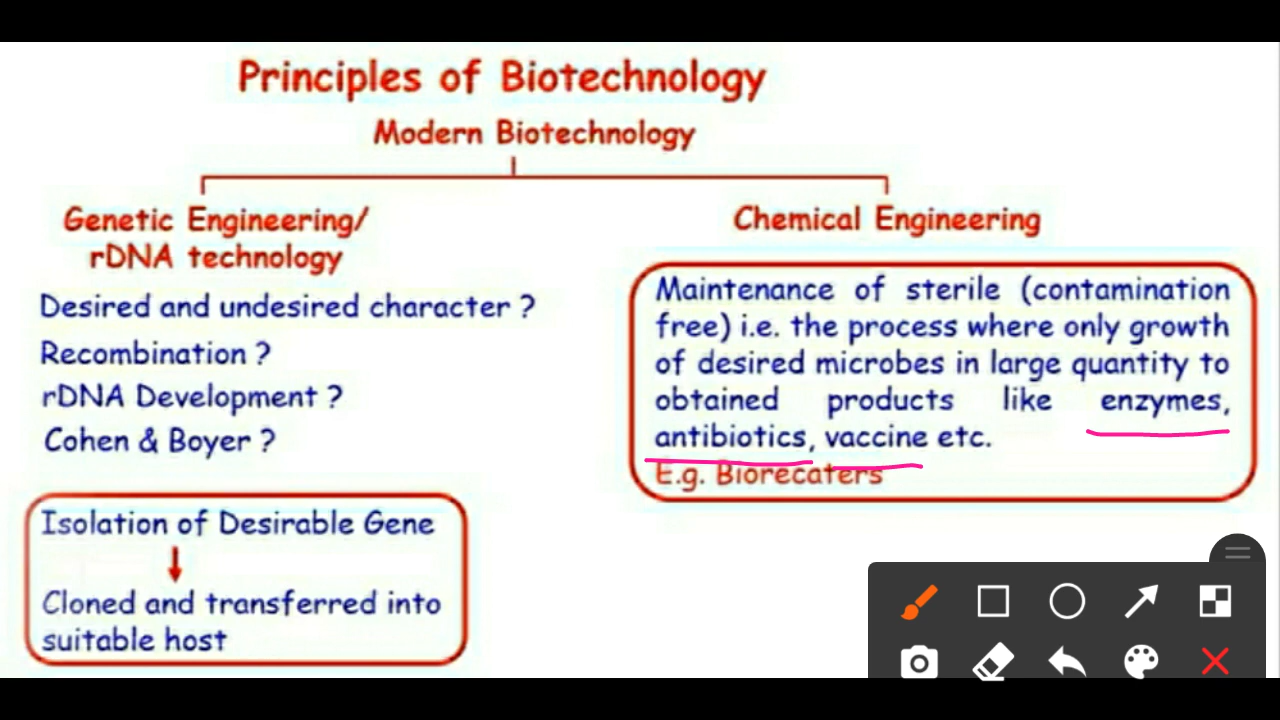 Principles of Biotechnology
Modern Biotechnology
Genetic Engineering/
rDNA technology
Desired and undesired character ?
Recombination ?
rDNA Development ?
Cohen & Boyer ?
Isolation of Desirable Gene
Cloned and transferred into
suitable host
Chemical Engineering
Maintenance of sterile (contamination
free) i.e. the process where only growth
of desired microbes in large quantity to
obtained products like enzymes,
antibiotics, vaccine etc.
E.g. Biorecaters